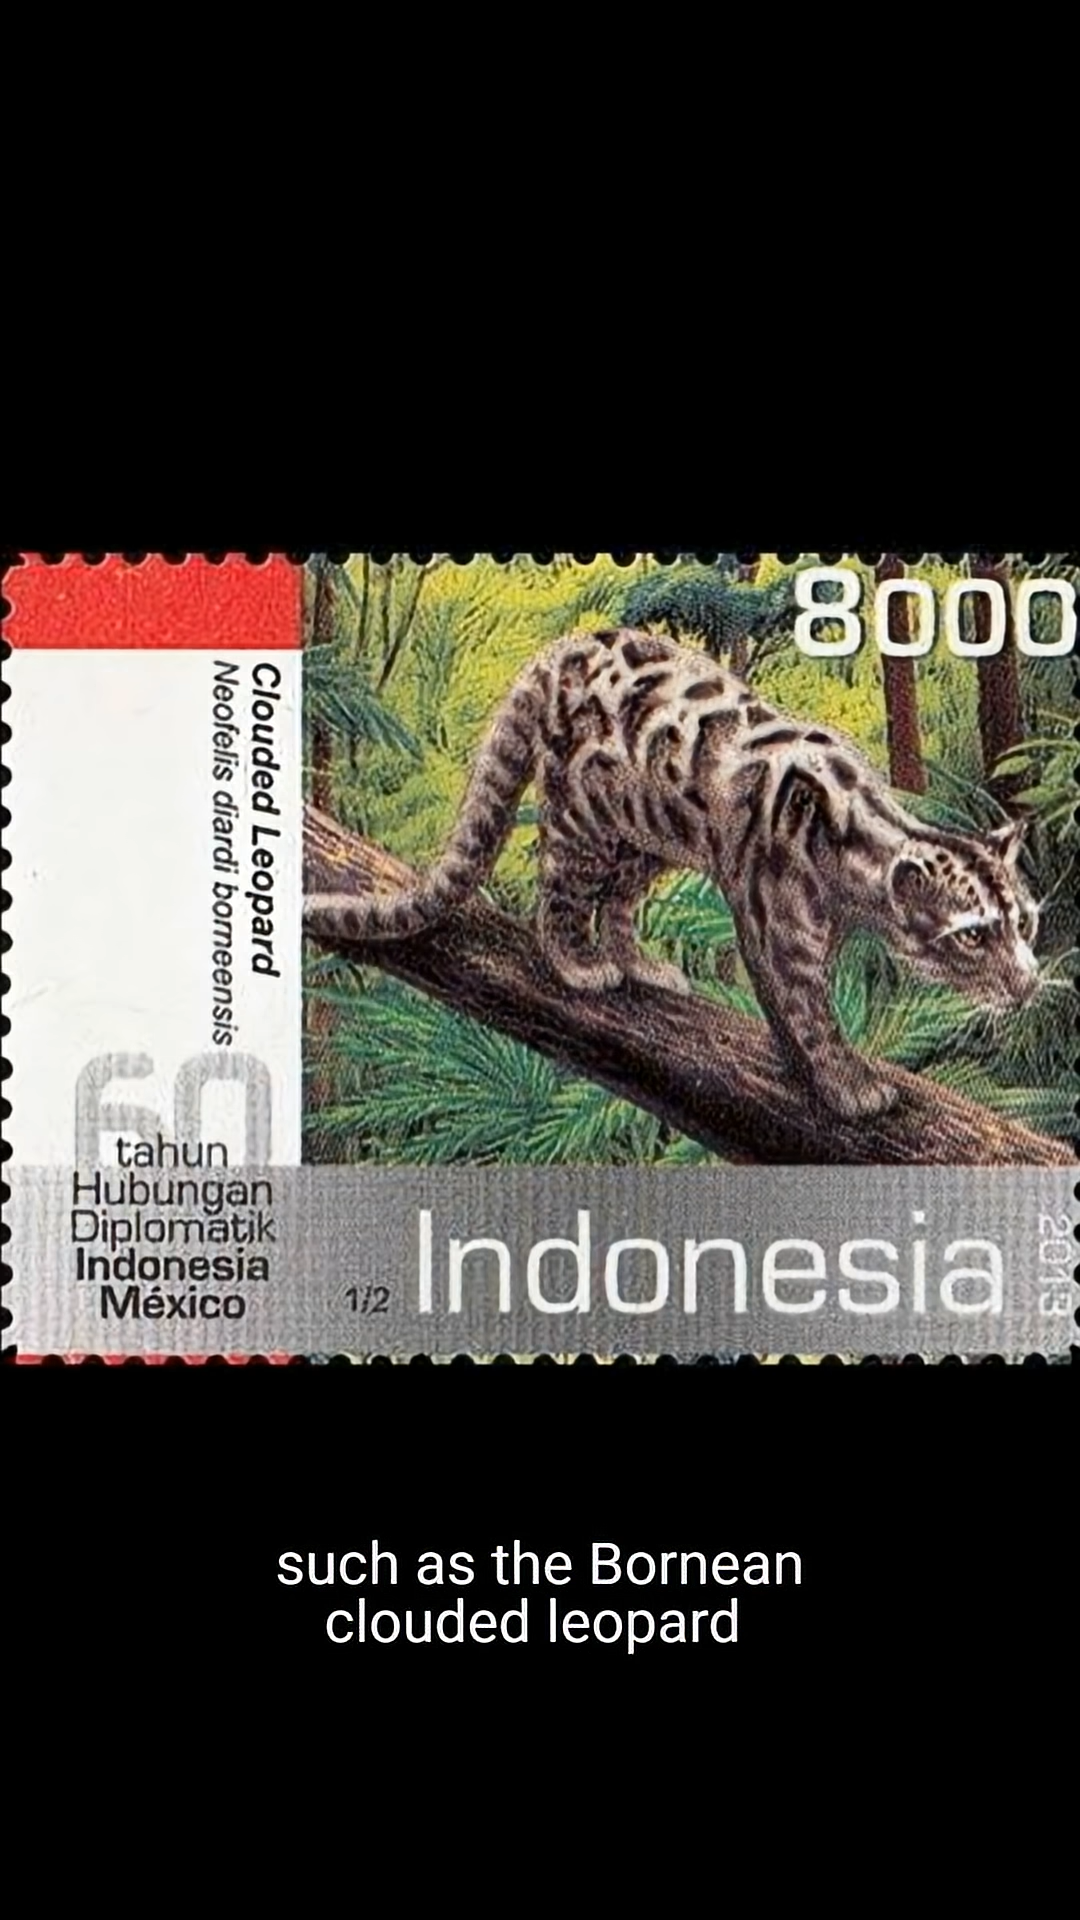 8000
Clouded Leopard
Neofelis diardi borneensis
60
tahun
Hubungan
Diplomatik
Indonesia
México
1/2
Indonesia
2013
such as the Bornean
clouded leopard